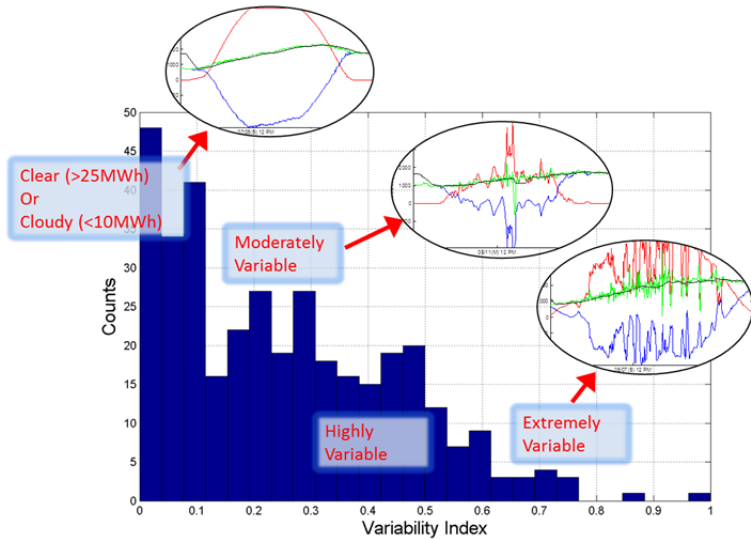 50
45
40
35
30
25
20
15
10
5
0
Counts
Clear (>25MWh)
Or
Cloudy (<10MWh)
Moderately
Variable
Highly
Variable
Extremely
Variable
0 0.1 0.2 0.3 0.4 0.5 0.6 0.7 0.8 0.9 1
Variability Index